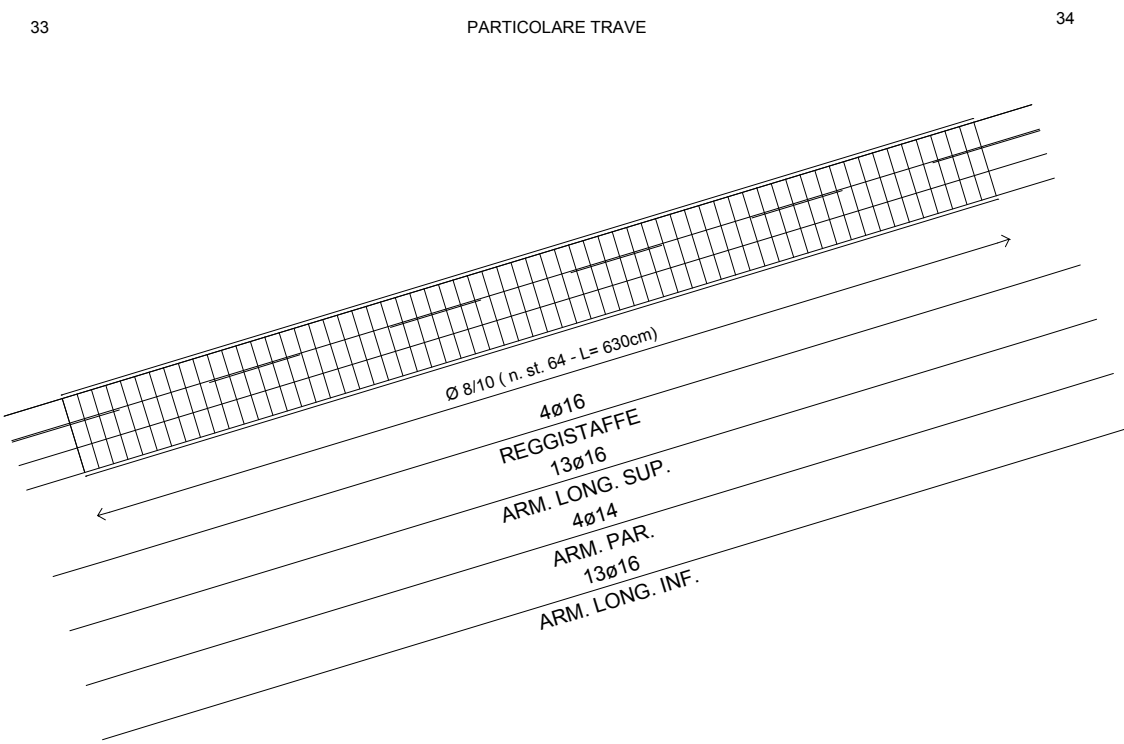 33
PARTICOLARE TRAVE
34
Ø 8/10 ( n. st. 64 - L= 630cm)
4ø16
REGGISTAFFE
13ø16
ARM. LONG. SUP.
4ø14
ARM. PAR.
13ø16
ARM. LONG. INF.